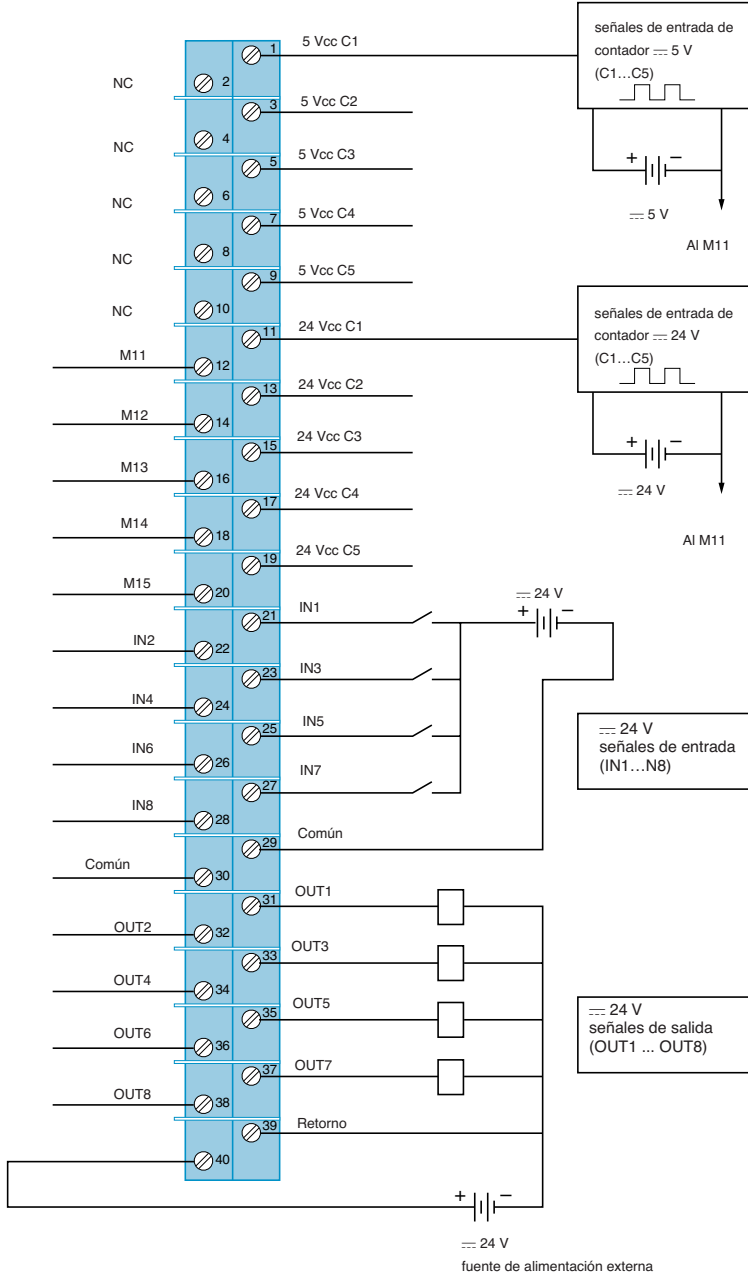 señales de entrada de
contador ⎓ 5 V
(C1…C5)
+ −
⎓ 5 V
Al M11
señales de entrada de
contador ⎓ 24 V
(C1…C5)
+ −
⎓ 24 V
Al M11
1 5 Vcc C1
NC 2
3 5 Vcc C2
NC 4
5 5 Vcc C3
NC 6
7 5 Vcc C4
NC 8
9 5 Vcc C5
NC 10
11 24 Vcc C1
M11 12
13 24 Vcc C2
M12 14
15 24 Vcc C3
M13 16
17 24 Vcc C4
M14 18
19 24 Vcc C5
M15 20
21 IN1
⎓ 24 V
+ −
IN2 22
23 IN3
IN4 24
25 IN5
IN6 26
27 IN7
IN8 28
29 Común
Común 30
⎓ 24 V
señales de entrada
(IN1…N8)
31 OUT1
OUT2 32
33 OUT3
OUT4 34
35 OUT5
OUT6 36
37 OUT7
OUT8 38
39 Retorno
40
⎓ 24 V
señales de salida
(OUT1 ... OUT8)
+ −
⎓ 24 V
fuente de alimentación externa